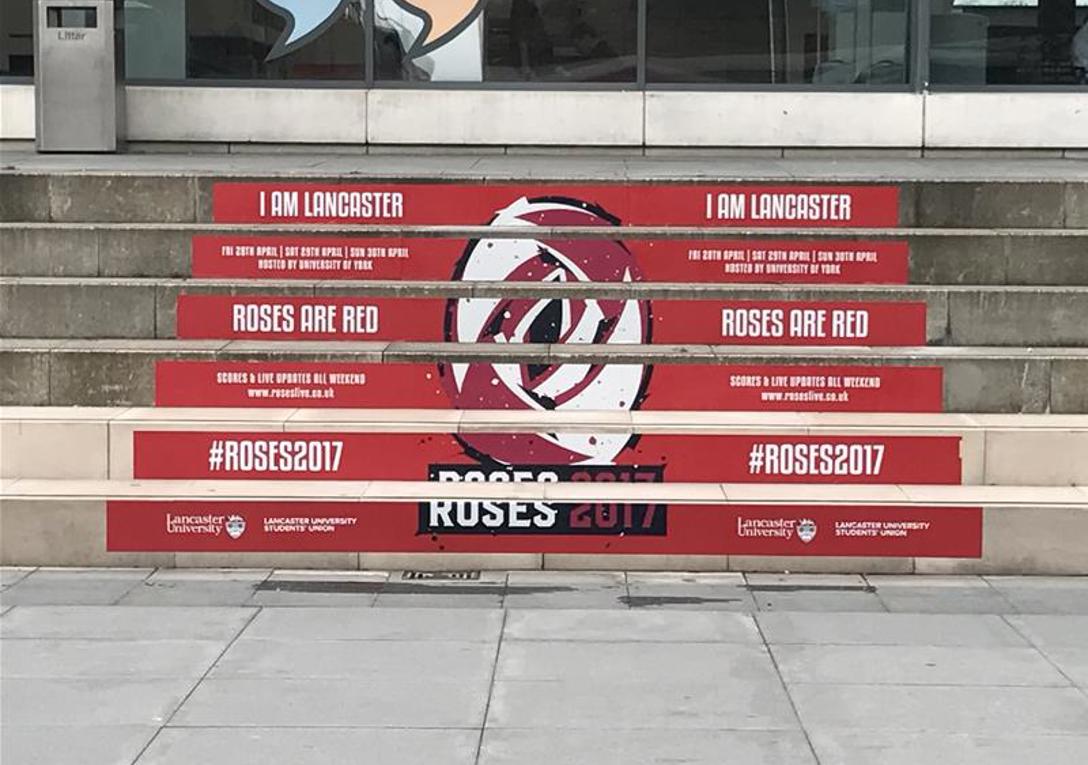 Litter
I AM LANCASTER I AM LANCASTER
FRI 28TH APRIL | SAT 29TH APRIL | SUN 30TH APRIL FRI 28TH APRIL | SAT 29TH APRIL | SUN 30TH APRIL
HOSTED BY UNIVERSITY OF YORK HOSTED BY UNIVERSITY OF YORK
ROSES ARE RED ROSES ARE RED
SCORES & LIVE UPDATES ALL WEEKEND SCORES & LIVE UPDATES ALL WEEKEND
www.roseslive.co.uk www.roseslive.co.uk
#ROSES2017 #ROSES2017
ROSES 2017
ROSES 2017
Lancaster University LANCASTER UNIVERSITY STUDENTS' UNION Lancaster University LANCASTER UNIVERSITY STUDENTS' UNION